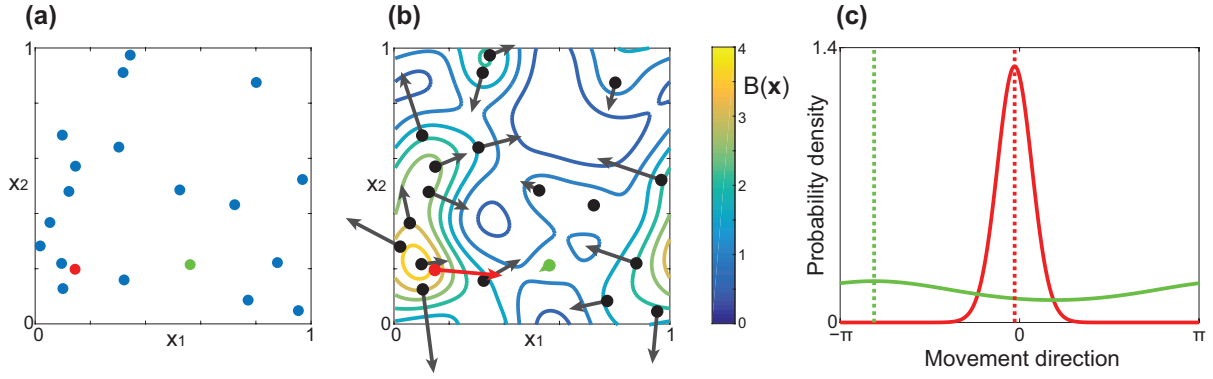 (a)
(b)
(c)
1
x2
0
0
x1
1
1
x2
0
0
x1
1
4
3
2
1
0
B(x)
1.4
Probability density
0
−π
0
π
Movement direction